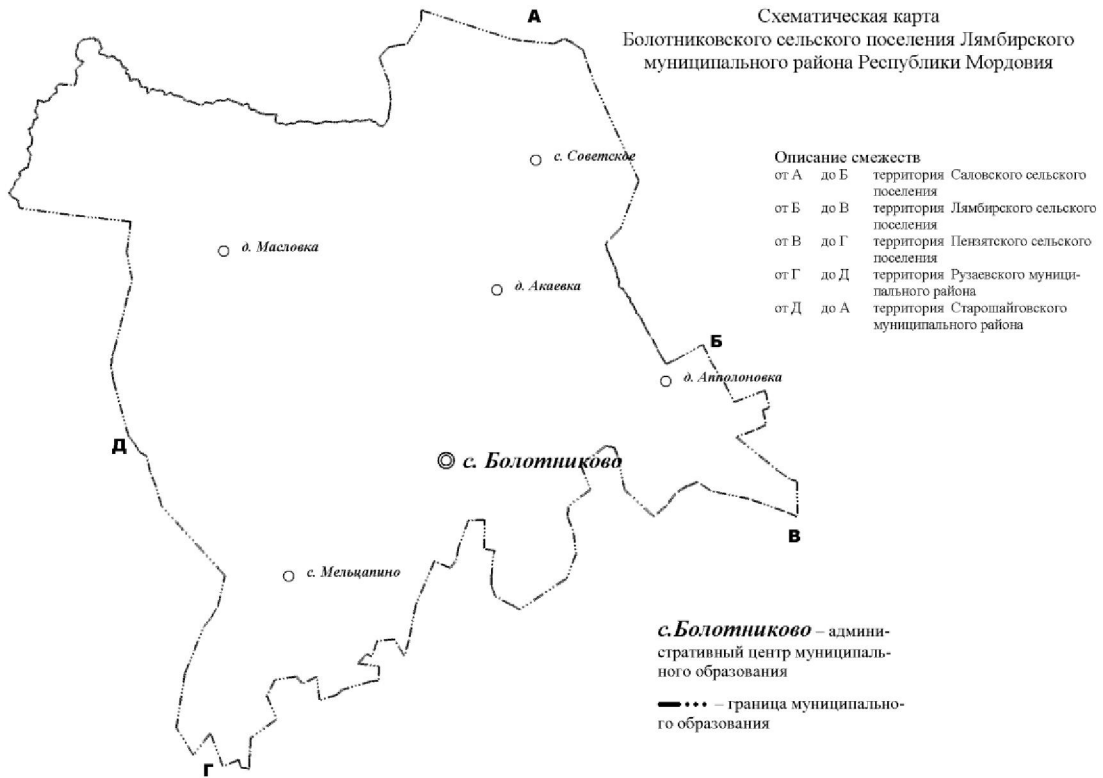 Схематическая карта
Болотниковского сельского поселения Лямбирского
муниципального района Республики Мордовия
А
с. Советское
Описание смежеств
от А до Б территория Саловского сельского
поселения
от Б до В территория Лямбирского сельского
поселения
от В до Г территория Пензятского сельского
поселения
от Г до Д территория Рузаевского муници-
пального района
от Д до А территория Старошайговского
муниципального района
д. Масловка
д. Акаевка
Б
д. Апполоновка
Д
с. Болотниково
В
с. Мельцапино
с.Болотниково – админи-
стративный центр муниципаль-
ного образования
– граница муниципально-
го образования
Г